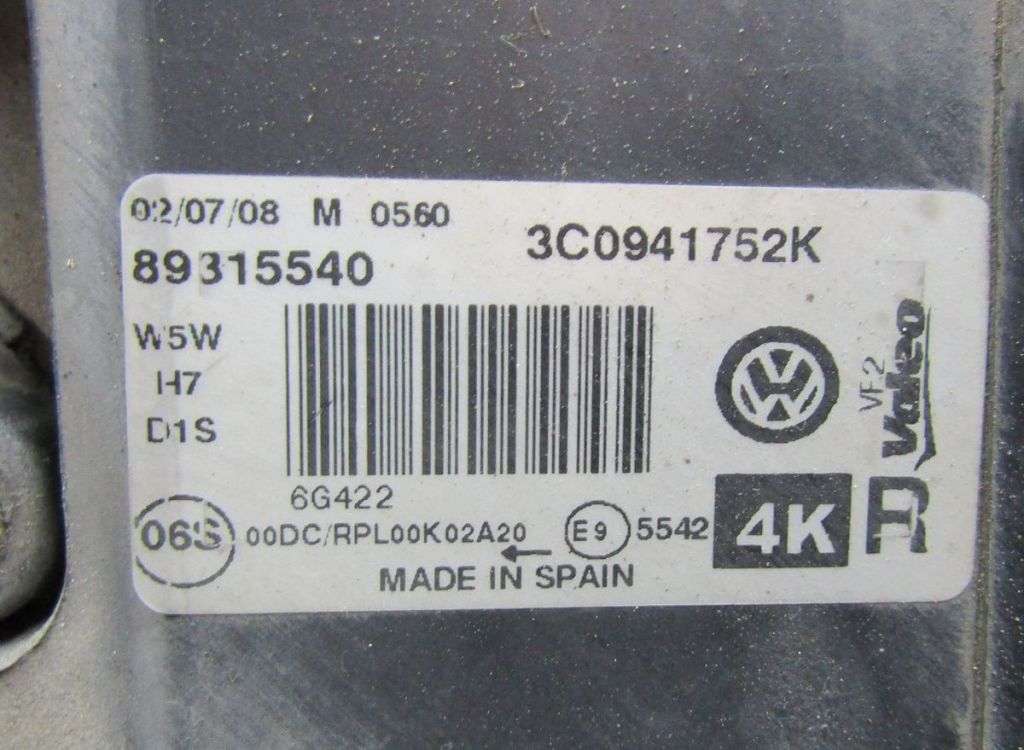 02/07/08 M 0560
89315540
3C0941752K
W5W
H7
D1S
VF2
Valeo
6G422
06S
00DC/RPL00K02A20
E9
5542
4K
R
MADE IN SPAIN